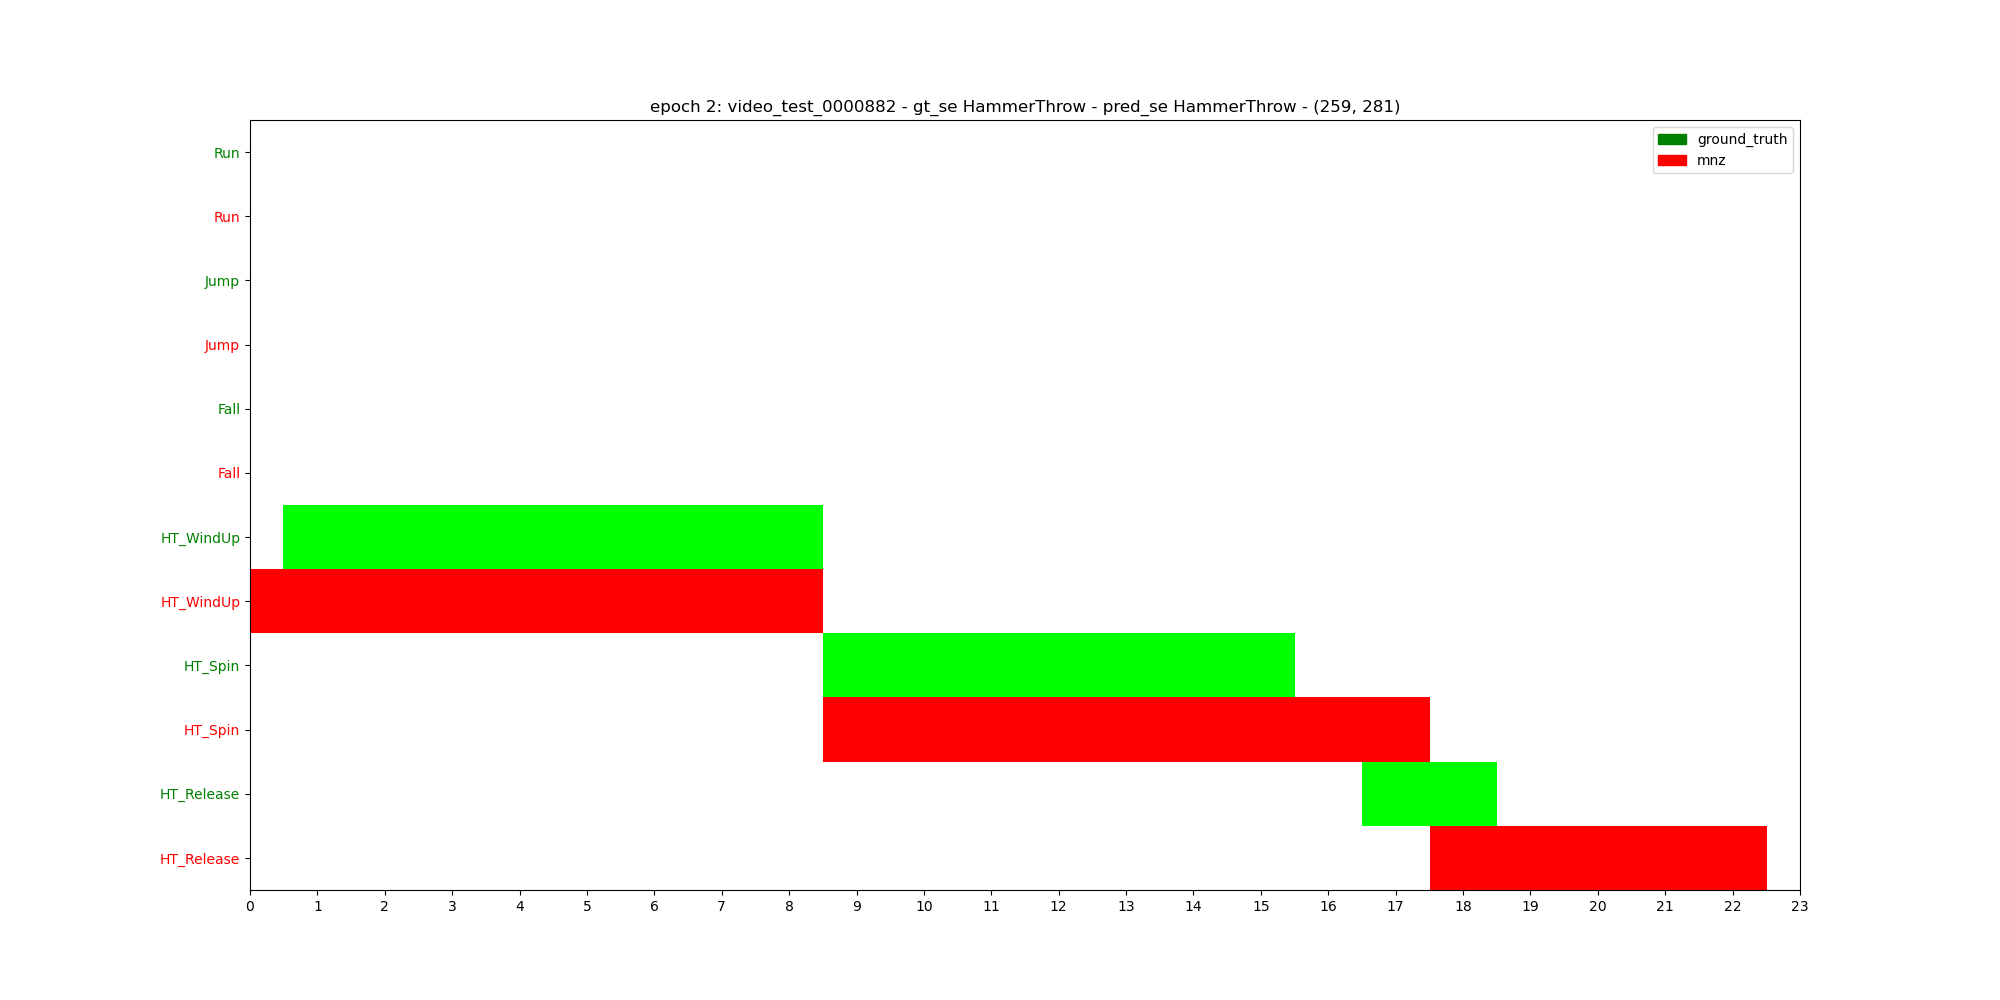 epoch 2: video_test_0000882 - gt_se HammerThrow - pred_se HammerThrow - (259, 281)
ground_truth
mnz
Run
Run
Jump
Jump
Fall
Fall
HT_WindUp
HT_WindUp
HT_Spin
HT_Spin
HT_Release
HT_Release
0 1 2 3 4 5 6 7 8 9 10 11 12 13 14 15 16 17 18 19 20 21 22 23